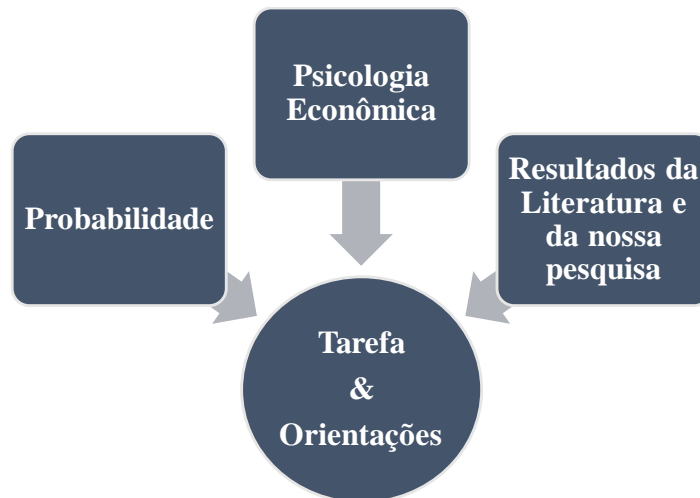 Psicologia
Econômica
Probabilidade
Resultados da
Literatura e
da nossa
pesquisa
Tarefa
&
Orientações